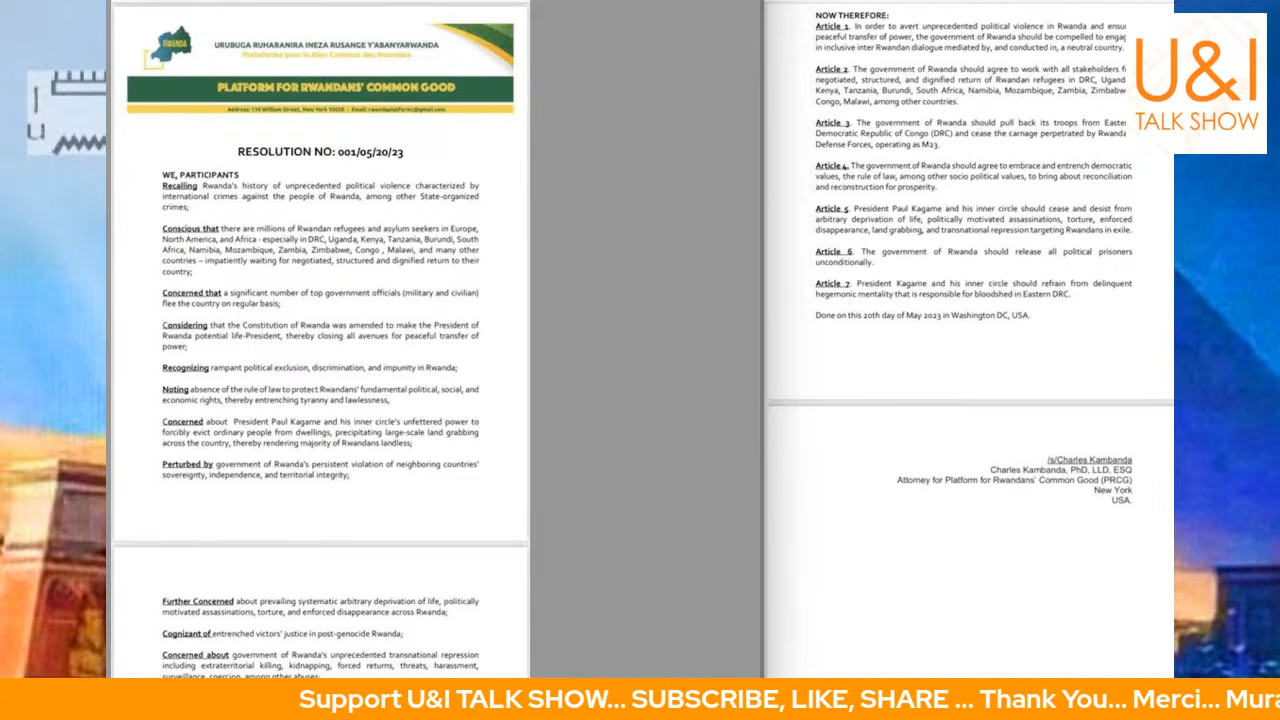 RWANDA
URUBUGA RUHARANIRA INEZA RUSANGE Y'ABANYARWANDA
Plateforme pour le Bien Commun des Rwandais
PLATFORM FOR RWANDANS' COMMON GOOD
RESOLUTION NO: 001/05/20/23
WE, PARTICIPANTS
Recalling Rwanda's history of unprecedented political violence characterized by
international crimes against the people of Rwanda, among other State-organized
crimes;
Conscious that there are millions of Rwandan refugees and asylum seekers in Europe,
North America, and Africa - especially in DRC, Uganda, Kenya, Tanzania, Burundi, South
Africa, Namibia, Mozambique, Zambia, Zimbabwe, Congo , Malawi, and many other
countries – impatiently waiting for negotiated, structured and dignified return to their
country;
Concerned that a significant number of top government officials (military and civilian)
flee the country on regular basis;
Considering that the Constitution of Rwanda was amended to make the President of
Rwanda potential life-President, thereby closing all avenues for peaceful transfer of
power;
Recognizing rampant political exclusion, discrimination, and impunity in Rwanda;
Noting absence of the rule of law to protect Rwandans' fundamental political, social, and
economic rights, thereby entrenching tyranny and lawlessness,
Concerned about President Paul Kagame and his inner circle's unfettered power to
forcibly evict ordinary people from dwellings, precipitating large-scale land grabbing
across the country, thereby rendering majority of Rwandans landless;
Perturbed by government of Rwanda's persistent violation of neighboring countries'
sovereignty, independence, and territorial integrity;
Further Concerned about prevailing systematic arbitrary deprivation of life, politically
motivated assassinations, torture, and enforced disappearance across Rwanda;
Cognizant of entrenched victors' justice in post-genocide Rwanda;
Concerned about government of Rwanda's unprecedented transnational repression
including extraterritorial killing, kidnapping, forced returns, threats, harassment,
surveillance, coercion, among other abuses;
NOW THEREFORE:
Article 1. In order to avert unprecedented political violence in Rwanda and ensu
peaceful transfer of power, the government of Rwanda should be compelled to engag
in inclusive inter Rwandan dialogue mediated by, and conducted in, a neutral country.
Article 2. The government of Rwanda should agree to work with all stakeholders f
negotiated, structured, and dignified return of Rwandan refugees in DRC, Ugand
Kenya, Tanzania, Burundi, South Africa, Namibia, Mozambique, Zambia, Zimbabw
Congo, Malawi, among other countries.
Article 3. The government of Rwanda should pull back its troops from Easte
Democratic Republic of Congo (DRC) and cease the carnage perpetrated by Rwanda
Defense Forces, operating as M23.
Article 4. The government of Rwanda should agree to embrace and entrench democratic
values, the rule of law, among other socio political values, to bring about reconciliation
and reconstruction for prosperity.
Article 5. President Paul Kagame and his inner circle should cease and desist from
arbitrary deprivation of life, politically motivated assassinations, torture, enforced
disappearance, land grabbing, and transnational repression targeting Rwandans in exile.
Article 6. The government of Rwanda should release all political prisoners
unconditionally.
Article 7. President Kagame and his inner circle should refrain from delinquent
hegemonic mentality that is responsible for bloodshed in Eastern DRC.
Done on this 20th day of May 2023 in Washington DC, USA.
/s/Charles Kambanda
Charles Kambanda, PhD, LLD, ESQ
Attorney for Platform for Rwandans' Common Good (PRCG)
New York
USA.
U&I
TALK SHOW
U
Support U&I TALK SHOW... SUBSCRIBE, LIKE, SHARE ... Thank You... Merci... Mura